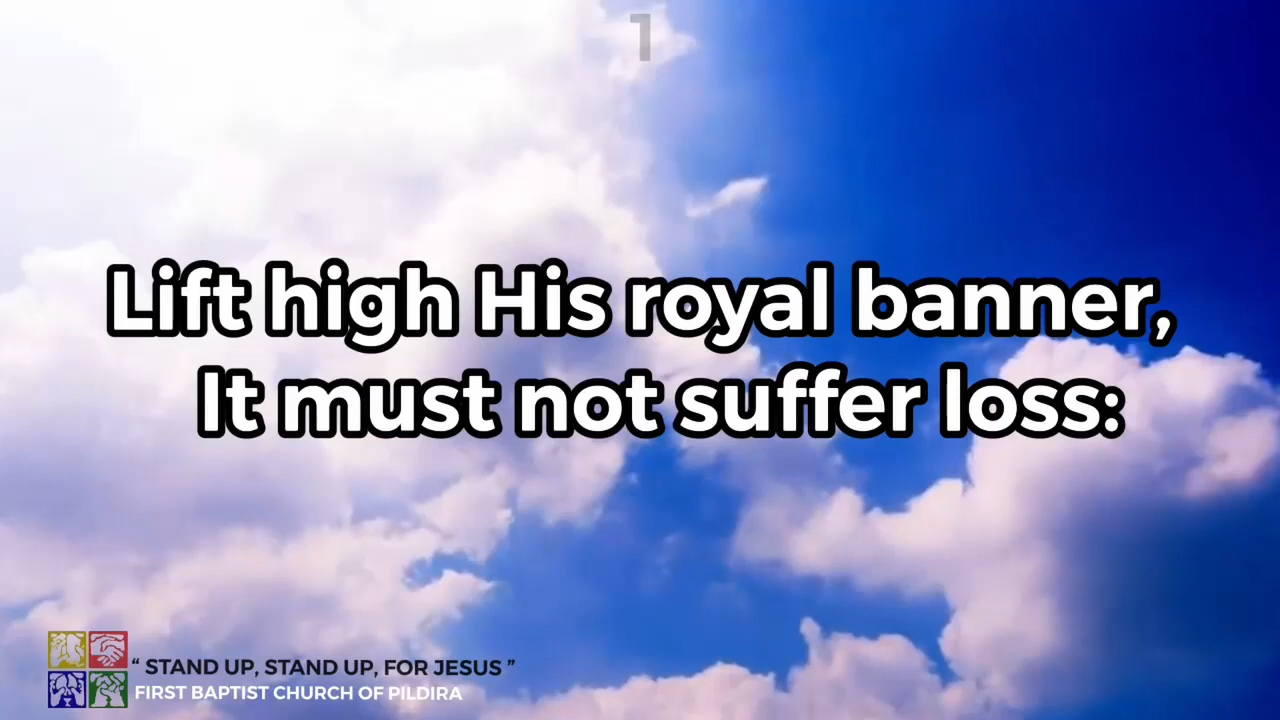 1
Lift high His royal banner,
It must not suffer loss:
“ STAND UP, STAND UP, FOR JESUS ”
FIRST BAPTIST CHURCH OF PILDIRA